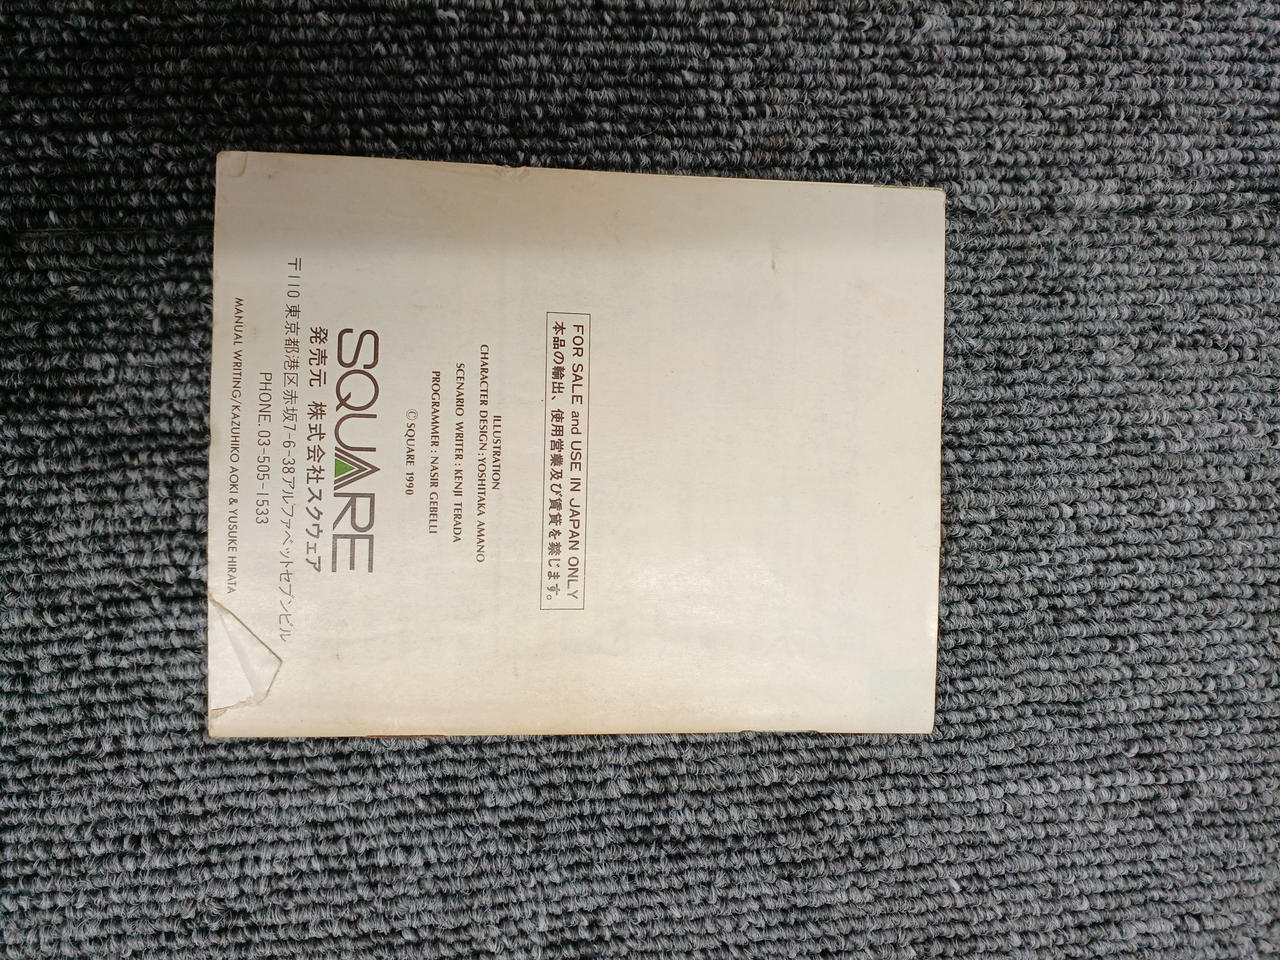 FOR SALE and USE IN JAPAN ONLY
本品の輸出、使用営業及び賃貸を禁じます。
ILLUSTRATION
CHARACTER DESIGN : YOSHITAKA AMANO
SCENARIO WRITER : KENJI TERADA
PROGRAMMER : NASIR GEBELLI
©SQUARE 1990
SQUARE
発売元 株式会社スクウェア
〒110 東京都港区赤坂7-6-38アルファベットセブンビル
PHONE. 03-505-1533
MANUAL WRITING/KAZUHIKO AOKI & YUSUKE HIRATA